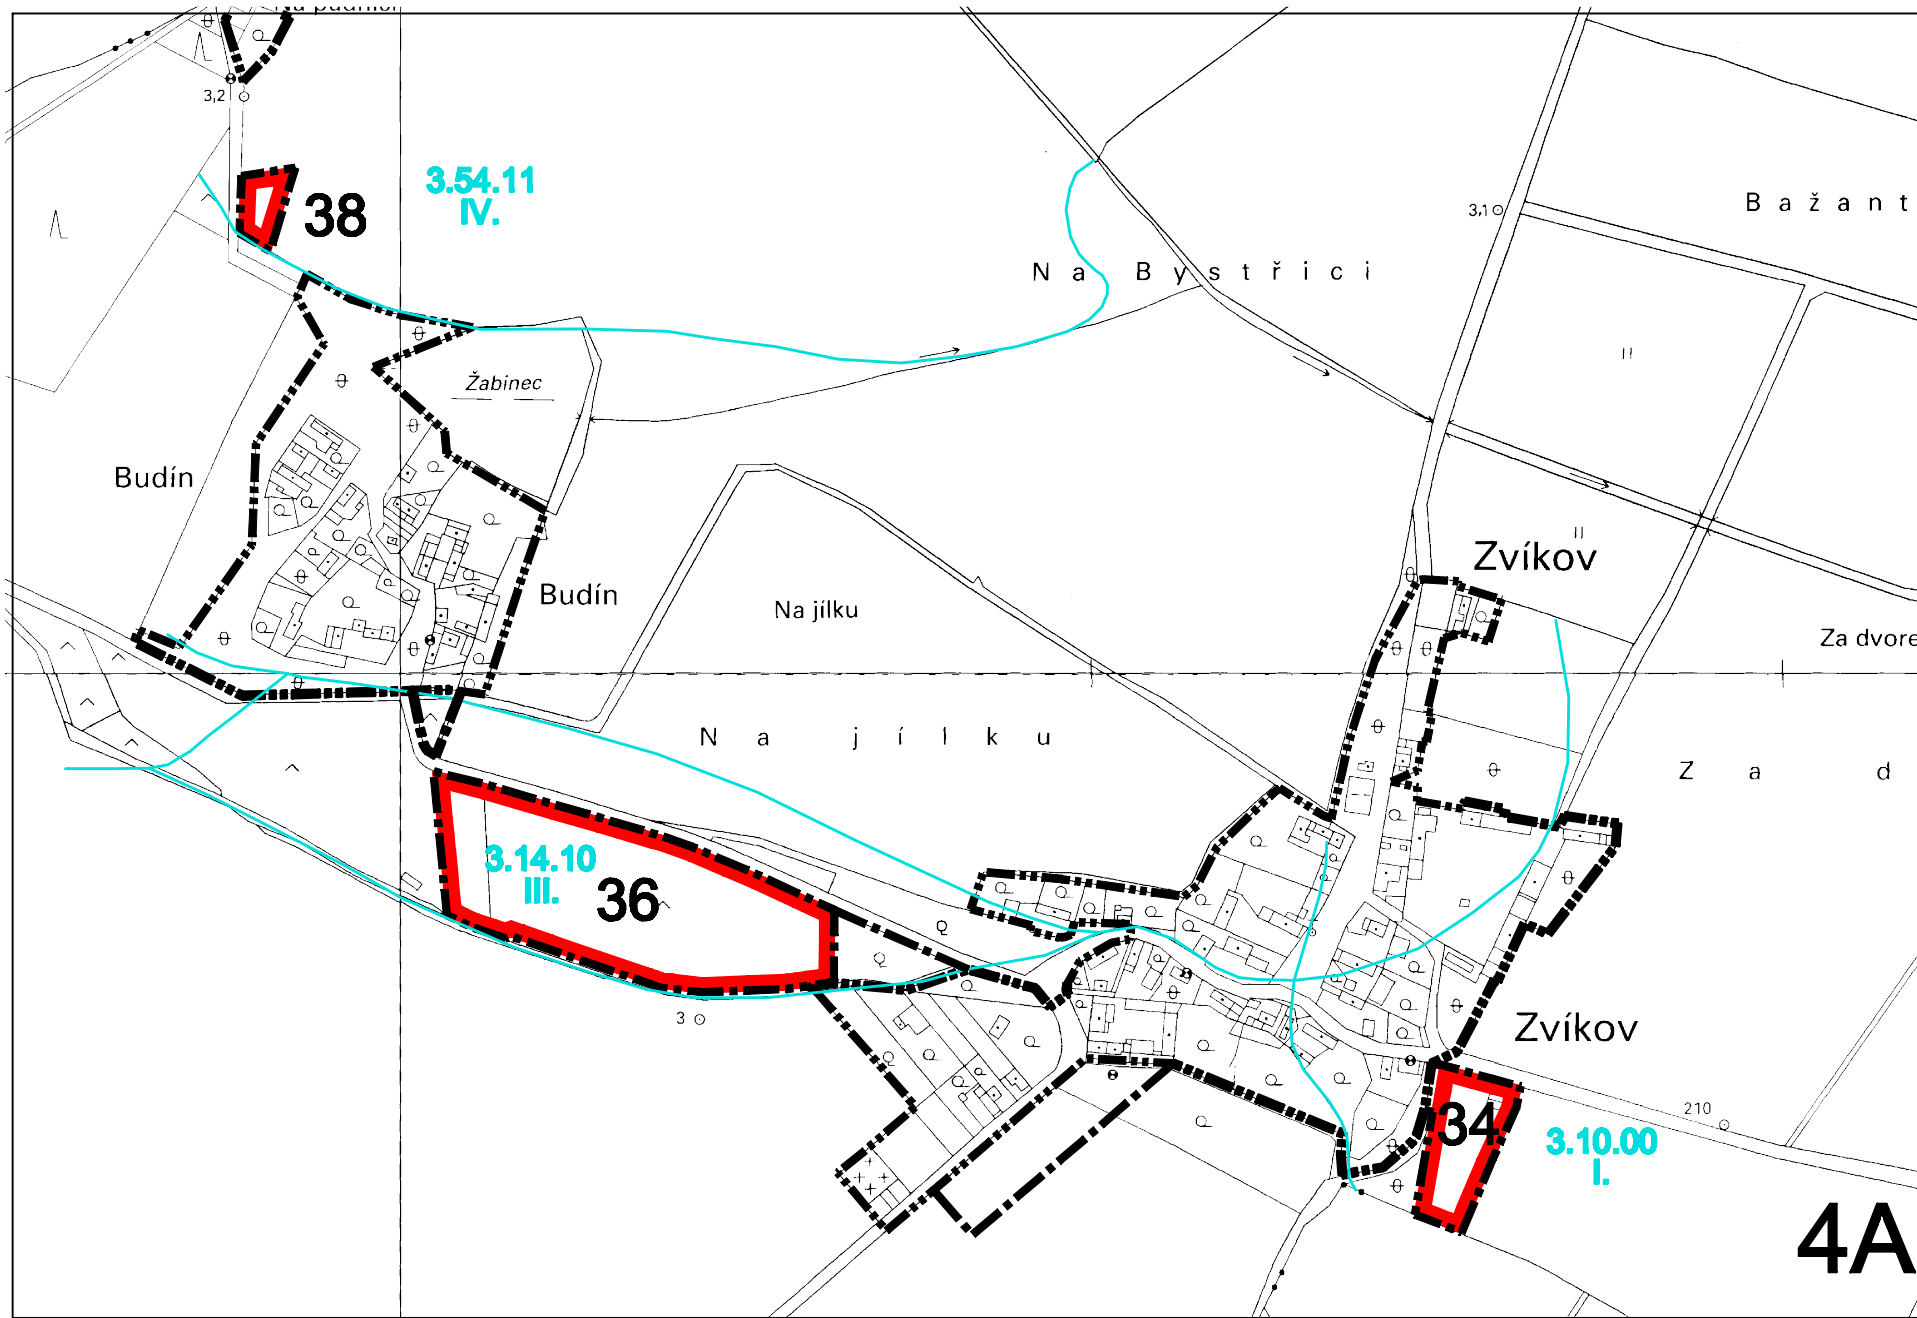 3,2
3.54.11
IV.
38
3,1
Bažant
Na Bystřici
Žabinec
Budín
Zvíkov
Budín
Na jílku
Za dvore
Na jílku
Za d
3.14.10
III.
36
3
Zvíkov
34
210
3.10.00
I.
4A